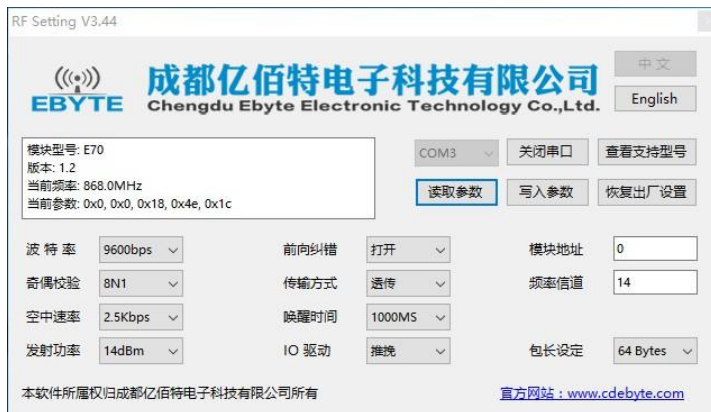 RF Setting V3.44
EBYTE
成都亿佰特电子科技有限公司
Chengdu Ebyte Electronic Technology Co.,Ltd.
中文
English
模块型号: E70
版本: 1.2
当前频率: 868.0MHz
当前参数: 0x0, 0x0, 0x18, 0x4e, 0x1c
COM3 关闭串口 查看支持型号
读取参数 写入参数 恢复出厂设置
波特率 9600bps 前向纠错 打开 模块地址 0
奇偶校验 8N1 传输方式 透传 频率信道 14
空中速率 2.5Kbps 唤醒时间 1000MS
发射功率 14dBm IO 驱动 推挽 包长设定 64 Bytes
本软件所属权归成都亿佰特电子科技有限公司所有 官方网站：www.cdebyte.com